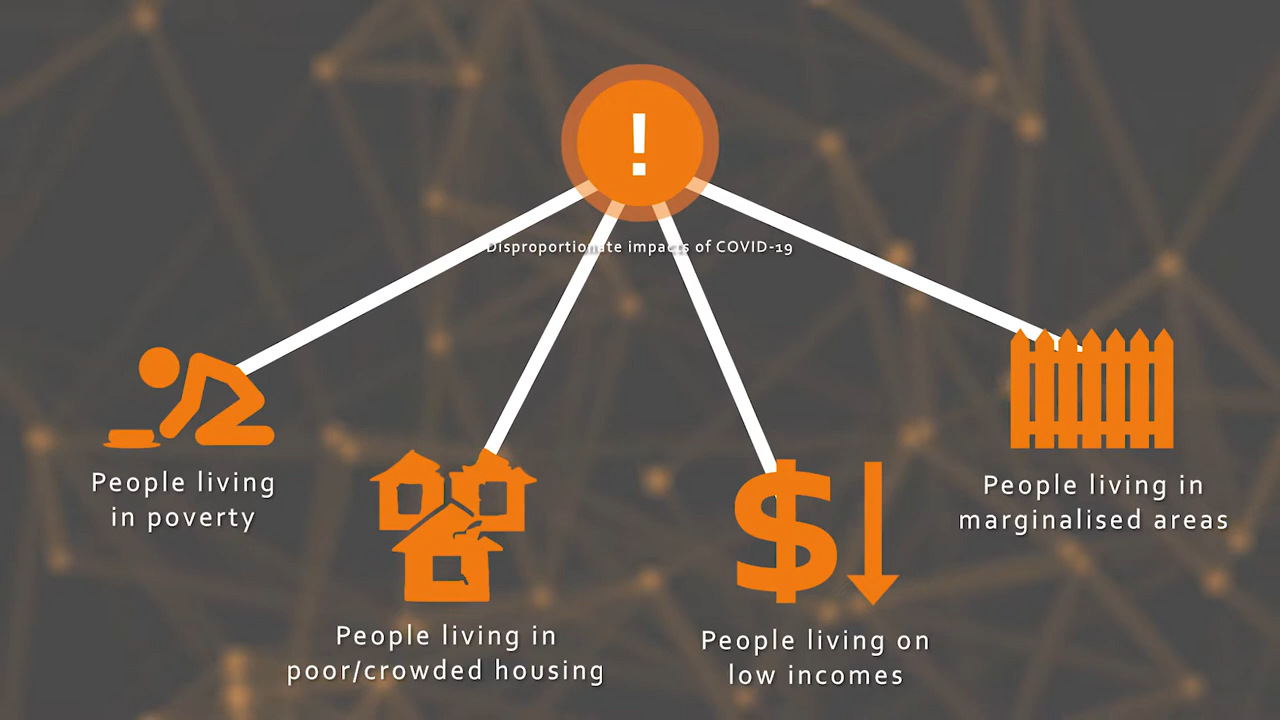 !
Disproportionate impacts of COVID-19
People living
in poverty
People living in
poor/crowded housing
$
People living on
low incomes
People living in
marginalised areas